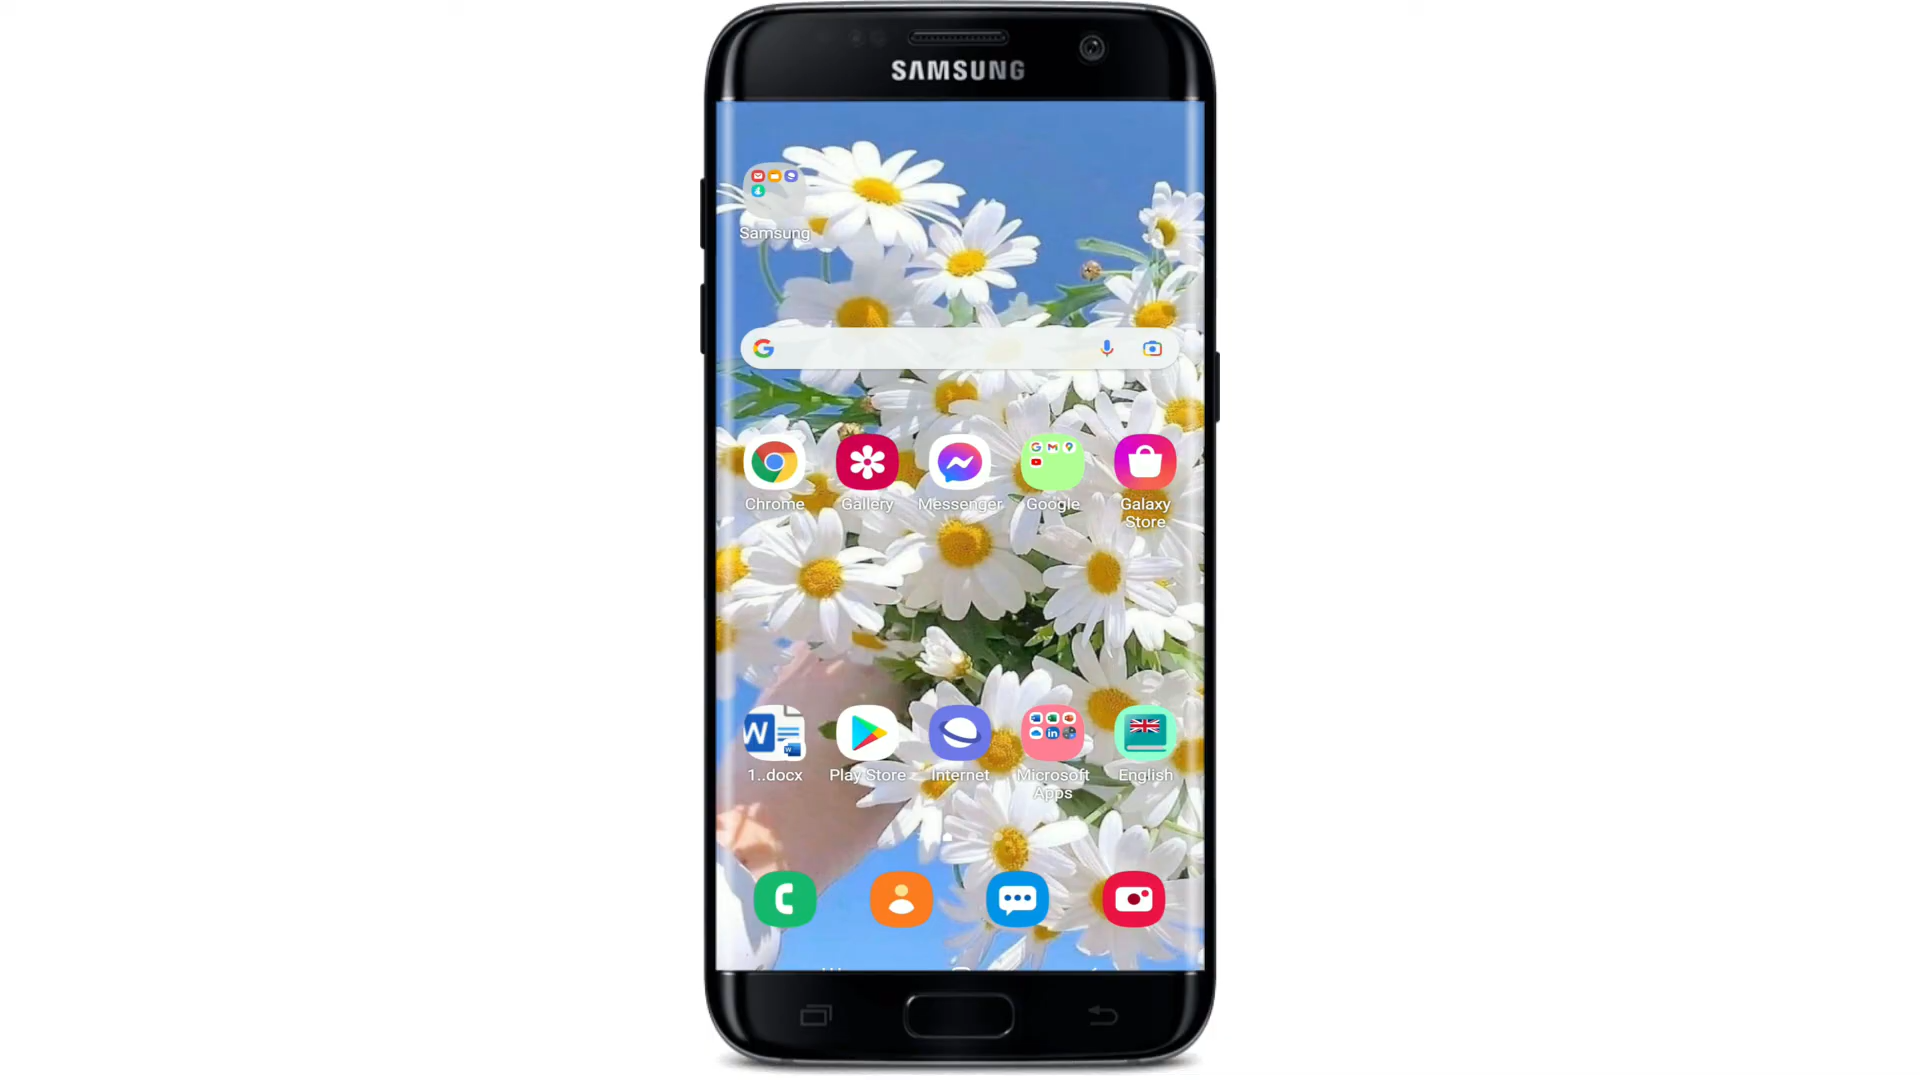 SAMSUNG
Samsung
Chrome
Gallery
Messenger
Google
Galaxy
Store
1..docx
Play Store
Internet
Microsoft
Apps
English